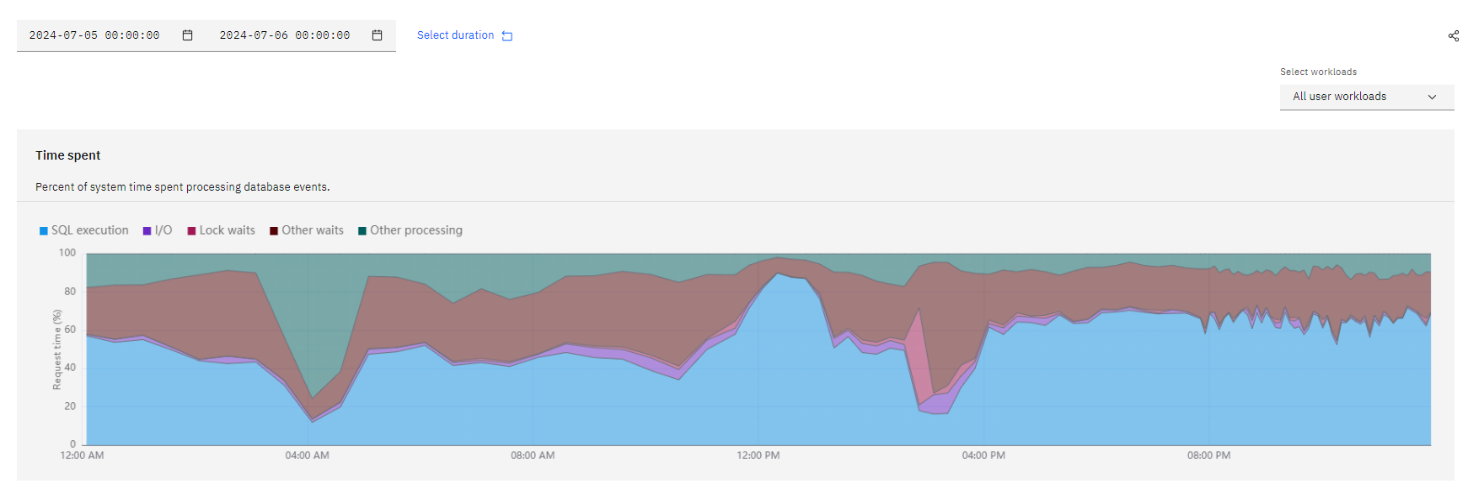 2024-07-05 00:00:00 2024-07-06 00:00:00 Select duration
Select workloads
All user workloads
Time spent
Percent of system time spent processing database events.
SQL execution I/O Lock waits Other waits Other processing
Request time (%)
100
80
60
40
20
0
12:00 AM 04:00 AM 08:00 AM 12:00 PM 04:00 PM 08:00 PM